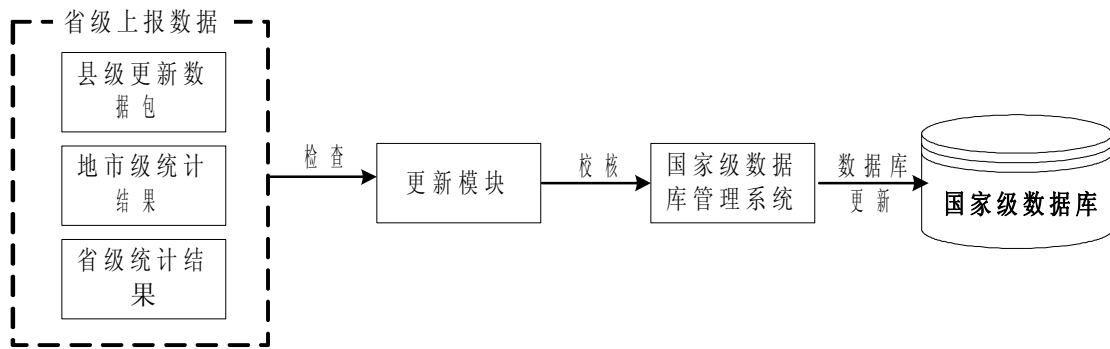 省级上报数据
县级更新数
据包
地市级统计
结果
省级统计结
果
检查
更新模块
校核
国家级数据
库管理系统
数据库
更新
国家级数据库